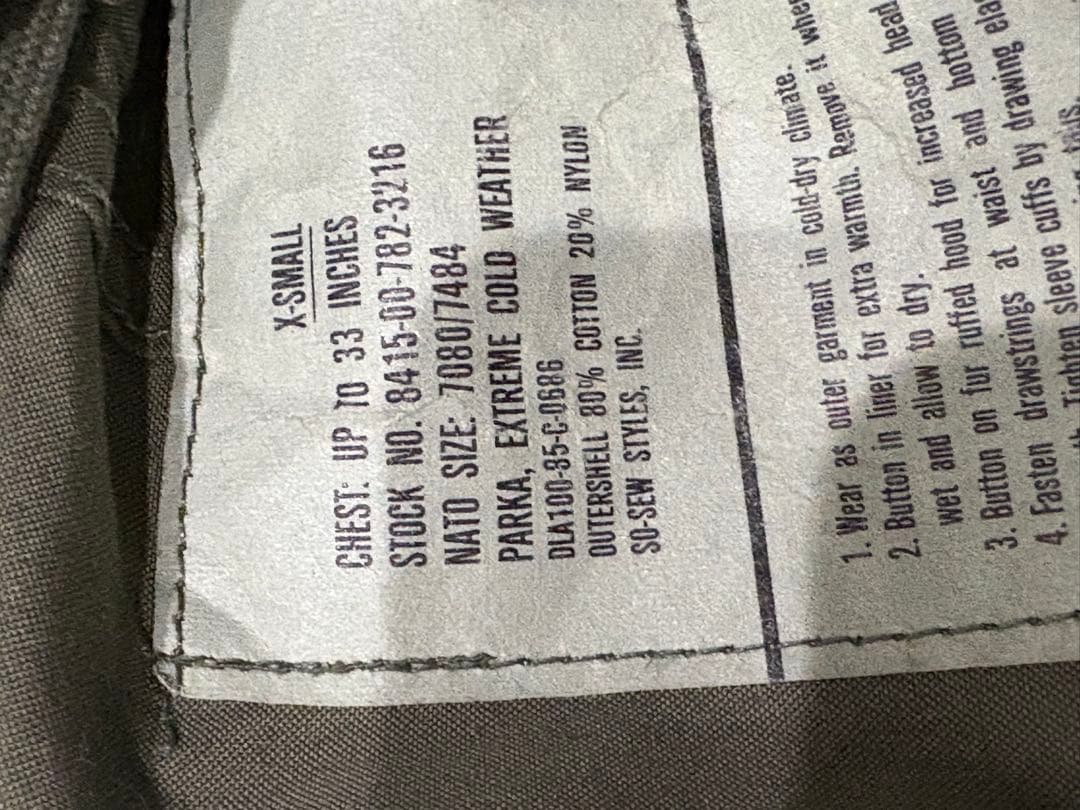 X-SMALL
CHEST: UP TO 33 INCHES
STOCK NO. 8415-00-782-3216
NATO SIZE: 7080/7484
PARKA, EXTREME COLD WEATHER
DLA100-85-C-0686
OUTERSHELL 80% COTTON 20% NYLON
SO-SEW STYLES, INC.
1. Wear as outer garment in cold-dry climate.
2. Button in liner for extra warmth. Remove it when
wet and allow to dry.
3. Button on fur ruffed hood for increased head
4. Fasten drawstrings at waist and bottom
Tighten sleeve cuffs by drawing